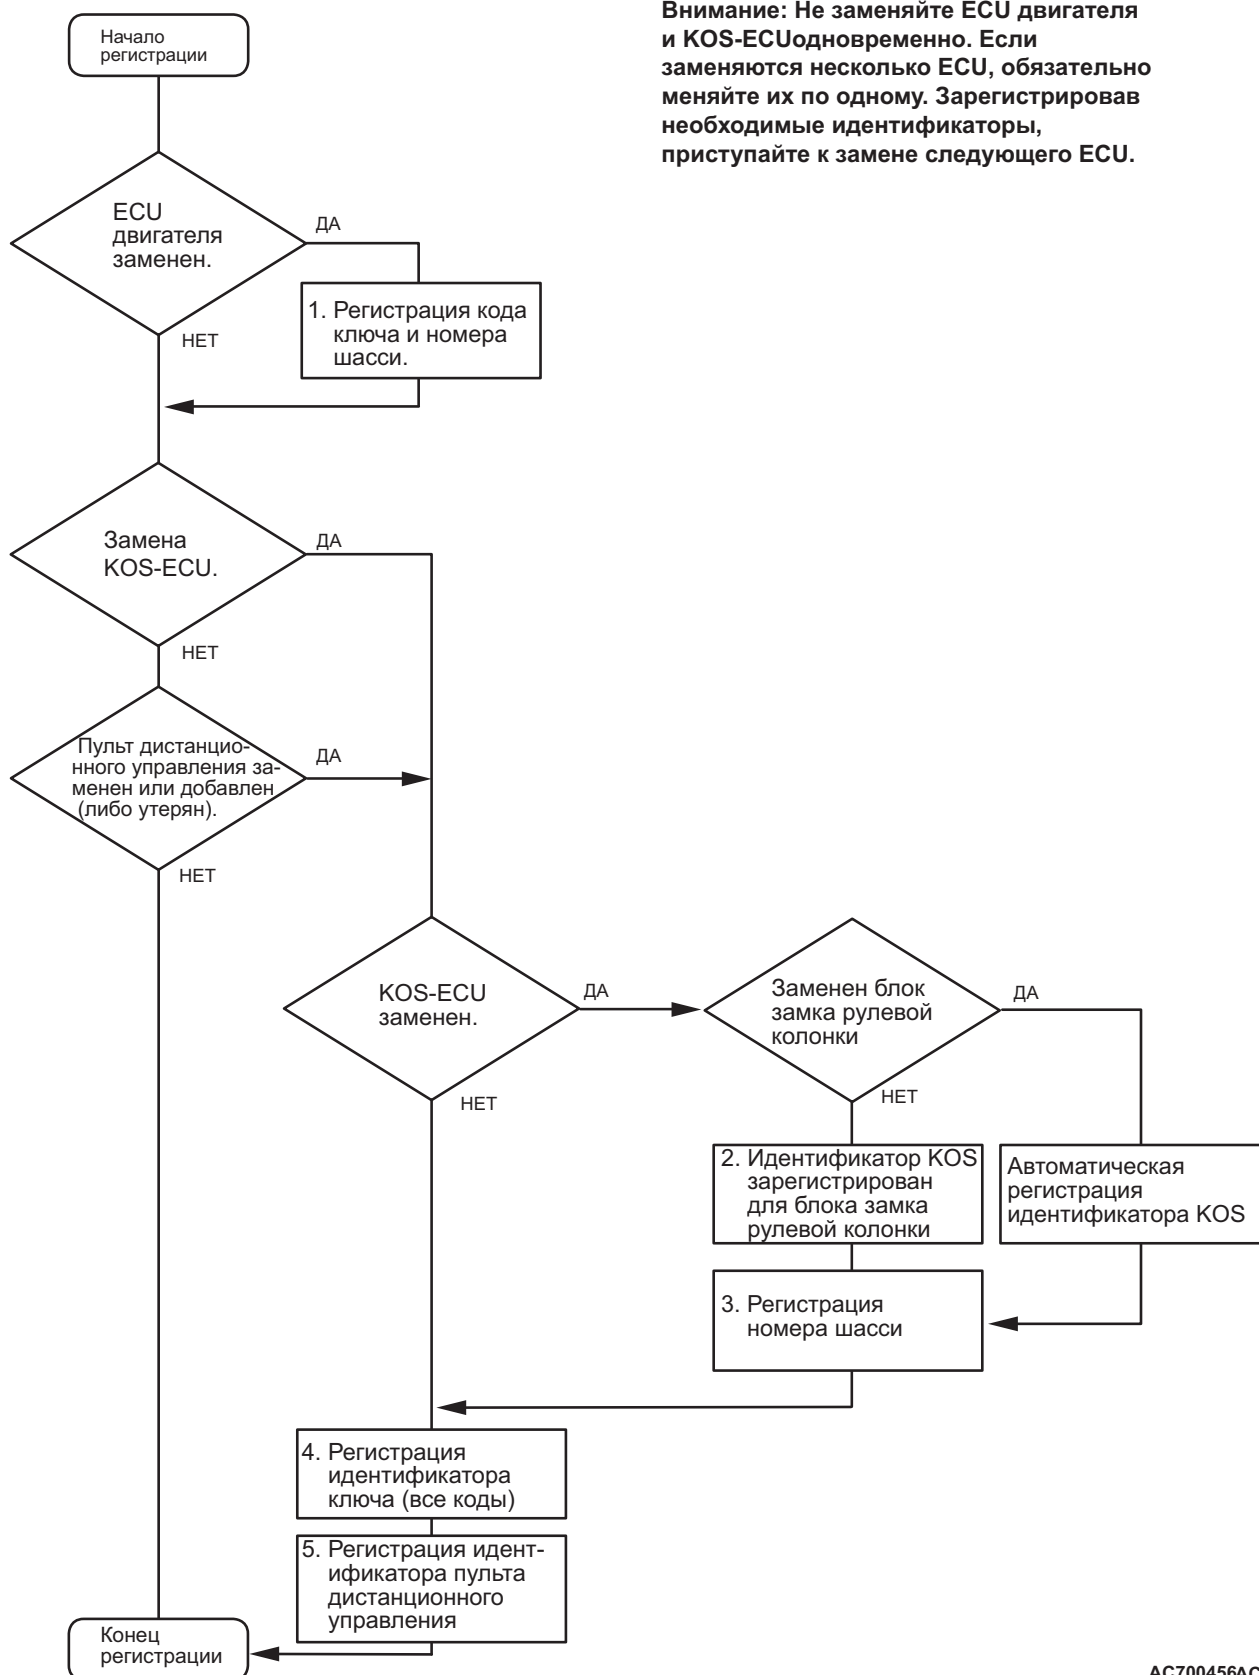 Внимание: Не заменяйте ECU двигателя
и KOS-ECUодновременно. Если
заменяются несколько ECU, обязательно
меняйте их по одному. Зарегистрировав
необходимые идентификаторы,
приступайте к замене следующего ECU.
Начало
регистрации
ECU
двигателя
заменен.
ДА
1. Регистрация кода
ключа и номера
шасси.
НЕТ
Замена
KOS-ECU.
ДА
НЕТ
Пульт дистанцио-
нного управления за-
менен или добавлен
(либо утерян).
ДА
НЕТ
KOS-ECU
заменен.
ДА
НЕТ
Заменен блок
замка рулевой
колонки
ДА
НЕТ
2. Идентификатор KOS
зарегистрирован
для блока замка
рулевой колонки
Автоматическая
регистрация
идентификатора KOS
3. Регистрация
номера шасси
4. Регистрация
идентификатора
ключа (все коды)
5. Регистрация идент-
ификатора пульта
дистанционного
управления
Конец
регистрации